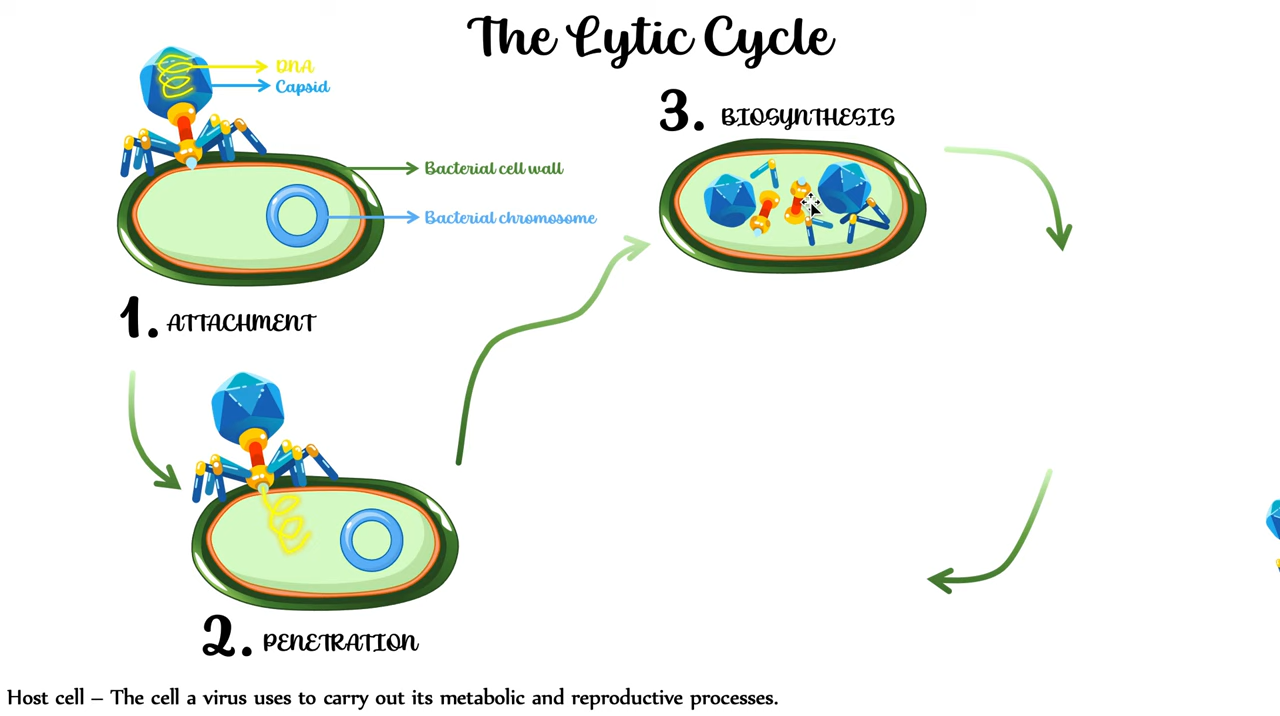 The Lytic Cycle
DNA
Capsid
Bacterial cell wall
Bacterial chromosome
1. ATTACHMENT
2. PENETRATION
3. BIOSYNTHESIS
Host cell – The cell a virus uses to carry out its metabolic and reproductive processes.